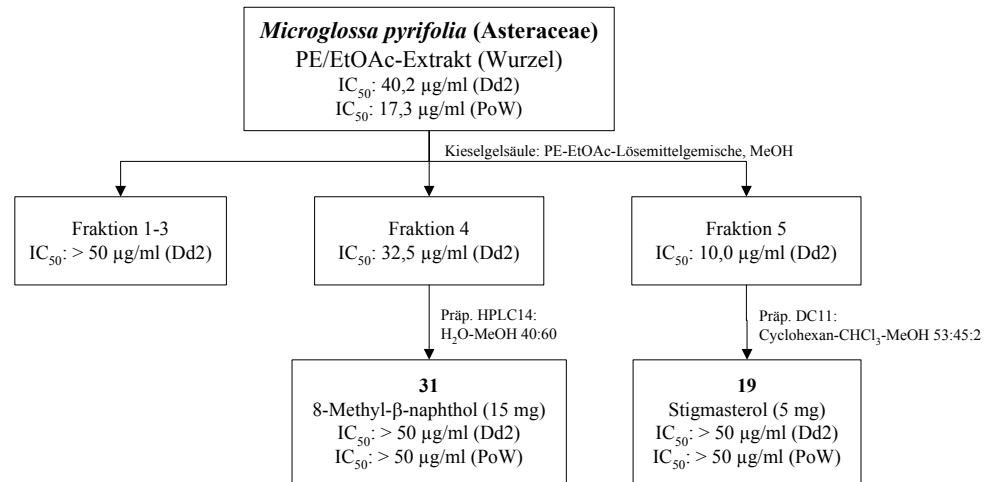 Microglossa pyrifolia (Asteraceae)
PE/EtOAc-Extrakt (Wurzel)
IC50: 40,2 µg/ml (Dd2)
IC50: 17,3 µg/ml (PoW)
Kieselgelsäule: PE-EtOAc-Lösemittelgemische, MeOH
Fraktion 1-3
IC50: > 50 µg/ml (Dd2)
Fraktion 4
IC50: 32,5 µg/ml (Dd2)
Fraktion 5
IC50: 10,0 µg/ml (Dd2)
Präp. HPLC14:
H2O-MeOH 40:60
Präp. DC11:
Cyclohexan-CHCl3-MeOH 53:45:2
31
8-Methyl-β-naphthol (15 mg)
IC50: > 50 µg/ml (Dd2)
IC50: > 50 µg/ml (PoW)
19
Stigmasterol (5 mg)
IC50: > 50 µg/ml (Dd2)
IC50: > 50 µg/ml (PoW)